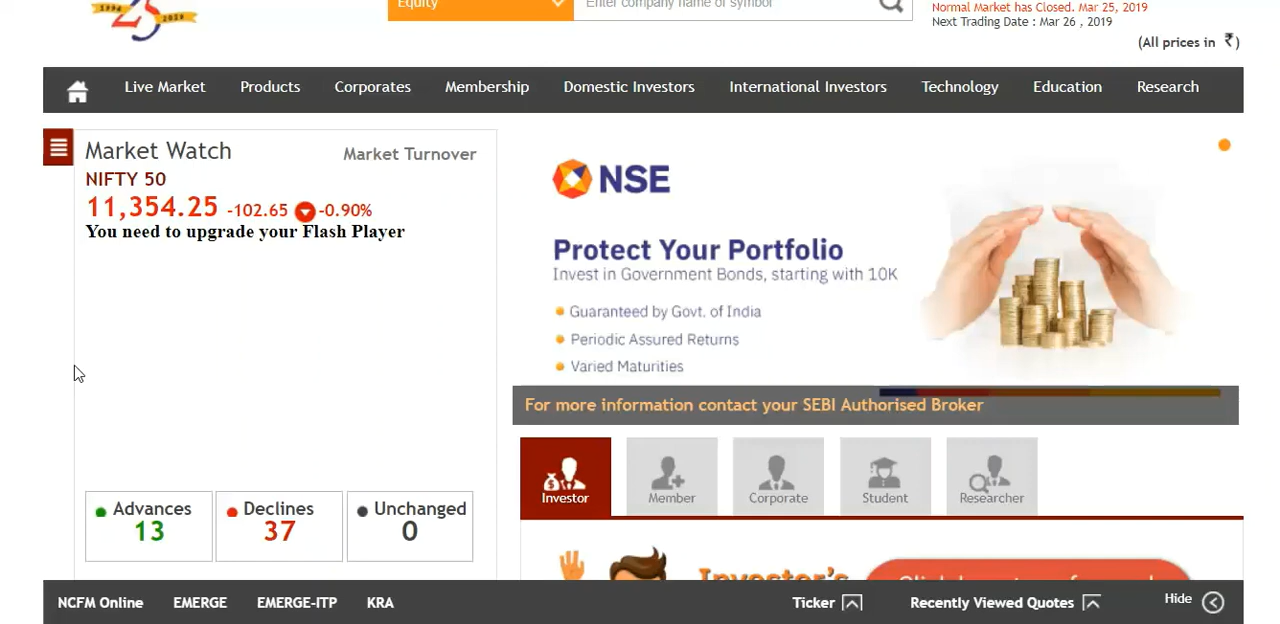 1994
25
2019
Equity
Enter company name or symbol
Normal Market has Closed. Mar 25, 2019
Next Trading Date : Mar 26 , 2019
(All prices in ₹)
Live Market
Products
Corporates
Membership
Domestic Investors
International Investors
Technology
Education
Research
Market Watch
Market Turnover
NIFTY 50
11,354.25 -102.65 -0.90%
You need to upgrade your Flash Player
Advances
13
Declines
37
Unchanged
0
NSE
Protect Your Portfolio
Invest in Government Bonds, starting with 10K
Guaranteed by Govt. of India
Periodic Assured Returns
Varied Maturities
For more information contact your SEBI Authorised Broker
Investor
Member
Corporate
Student
Researcher
Investor's
NCFM Online
EMERGE
EMERGE-ITP
KRA
Ticker
Recently Viewed Quotes
Hide